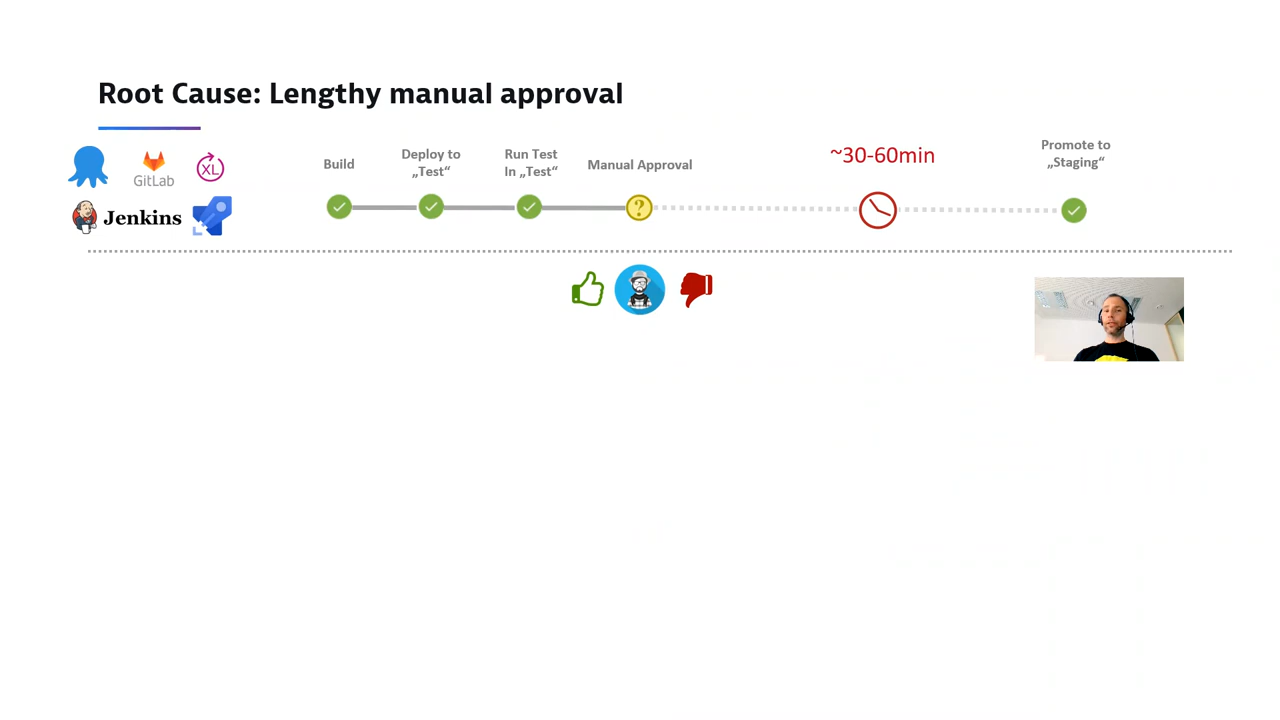 Root Cause: Lengthy manual approval
GitLab
XL
Jenkins
Build
Deploy to
„Test“
Run Test
In „Test“
Manual Approval
?
~30-60min
Promote to
„Staging“